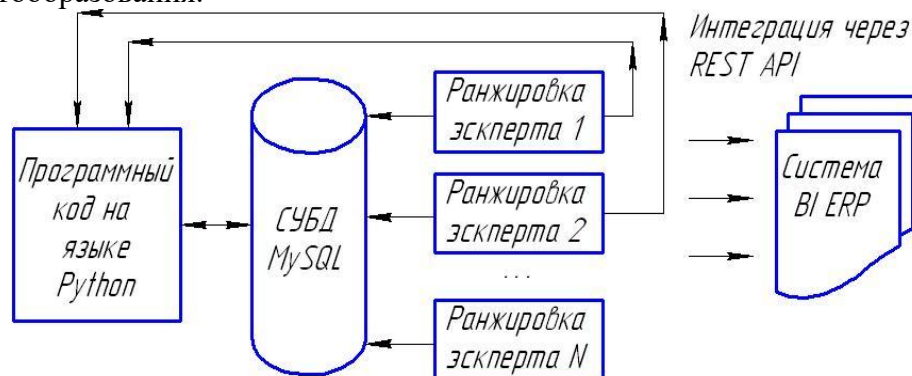 тообразования.
Интеграция через
REST API
Программный
код на
языке
Python
СУБД
MySQL
Ранжировка
эскперта 1
Ранжировка
эскперта 2
...
Ранжировка
эскперта N
Система
BI ERP